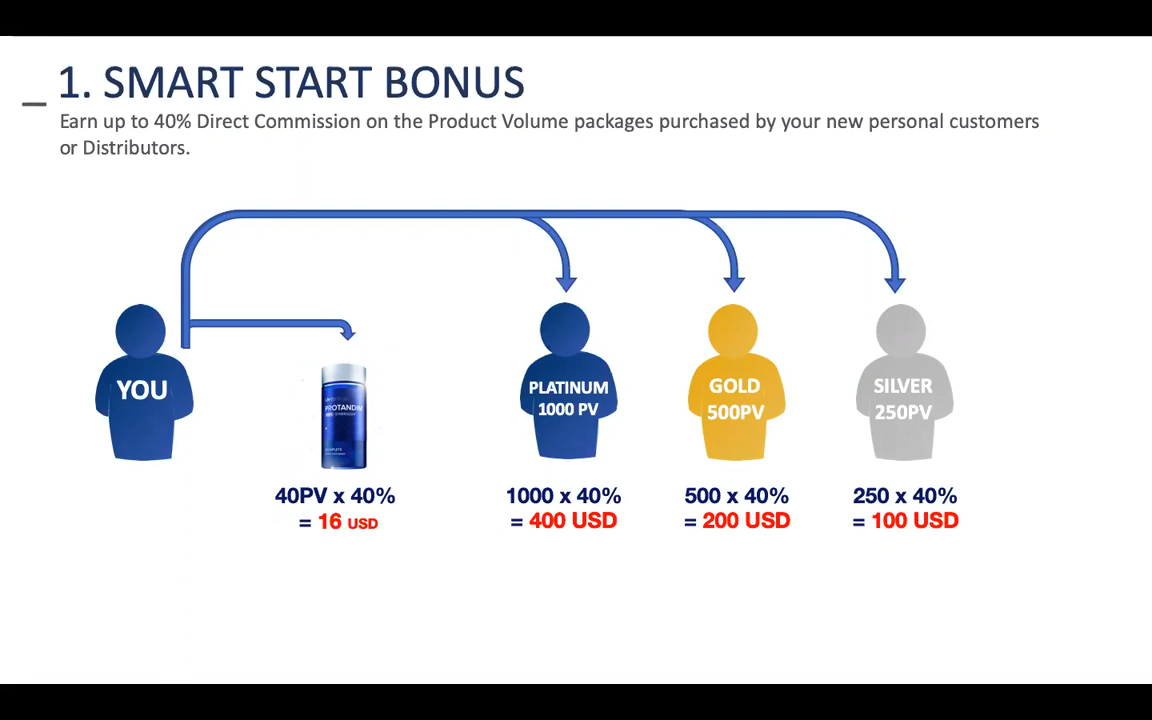 1. SMART START BONUS
Earn up to 40% Direct Commission on the Product Volume packages purchased by your new personal customers
or Distributors.
YOU
PROTANDIM
PLATINUM
1000 PV
GOLD
500PV
SILVER
250PV
40PV x 40%
= 16 USD
1000 x 40%
= 400 USD
500 x 40%
= 200 USD
250 x 40%
= 100 USD